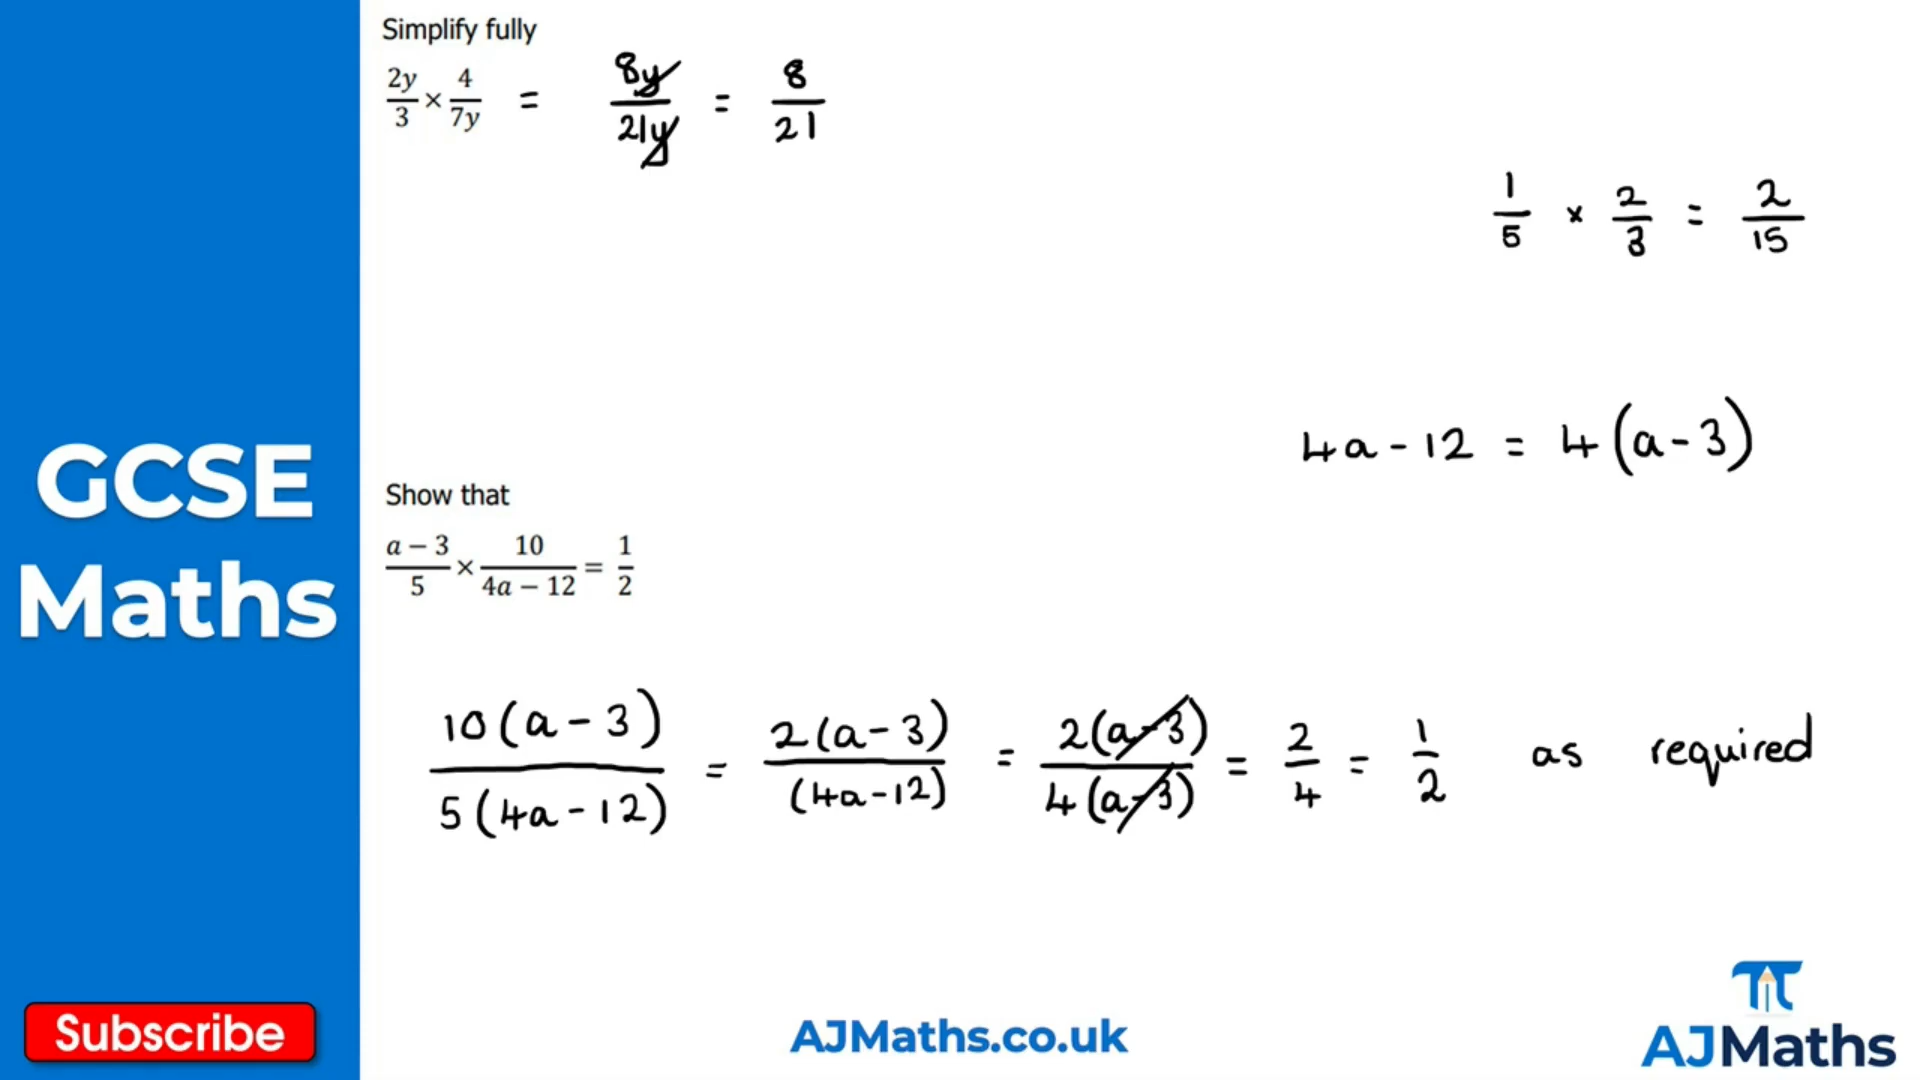 GCSE
Maths
Subscribe
Simplify fully
2y/3 × 4/7y = 8y/21y = 8/21
1/5 × 2/3 = 2/15
4a - 12 = 4(a - 3)
Show that
a − 3/5 × 10/4a − 12 = 1/2
10(a - 3)/5(4a - 12) = 2(a - 3)/(4a - 12) = 2(a - 3)/4(a - 3) = 2/4 = 1/2 as required
AJMaths.co.uk
AJMaths